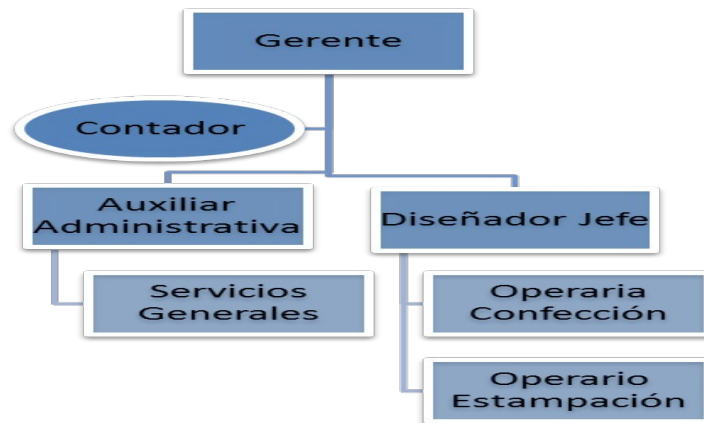 Gerente
Contador
Auxiliar
Administrativa
Diseñador Jefe
Servicios
Generales
Operaria
Confección
Operario
Estampación